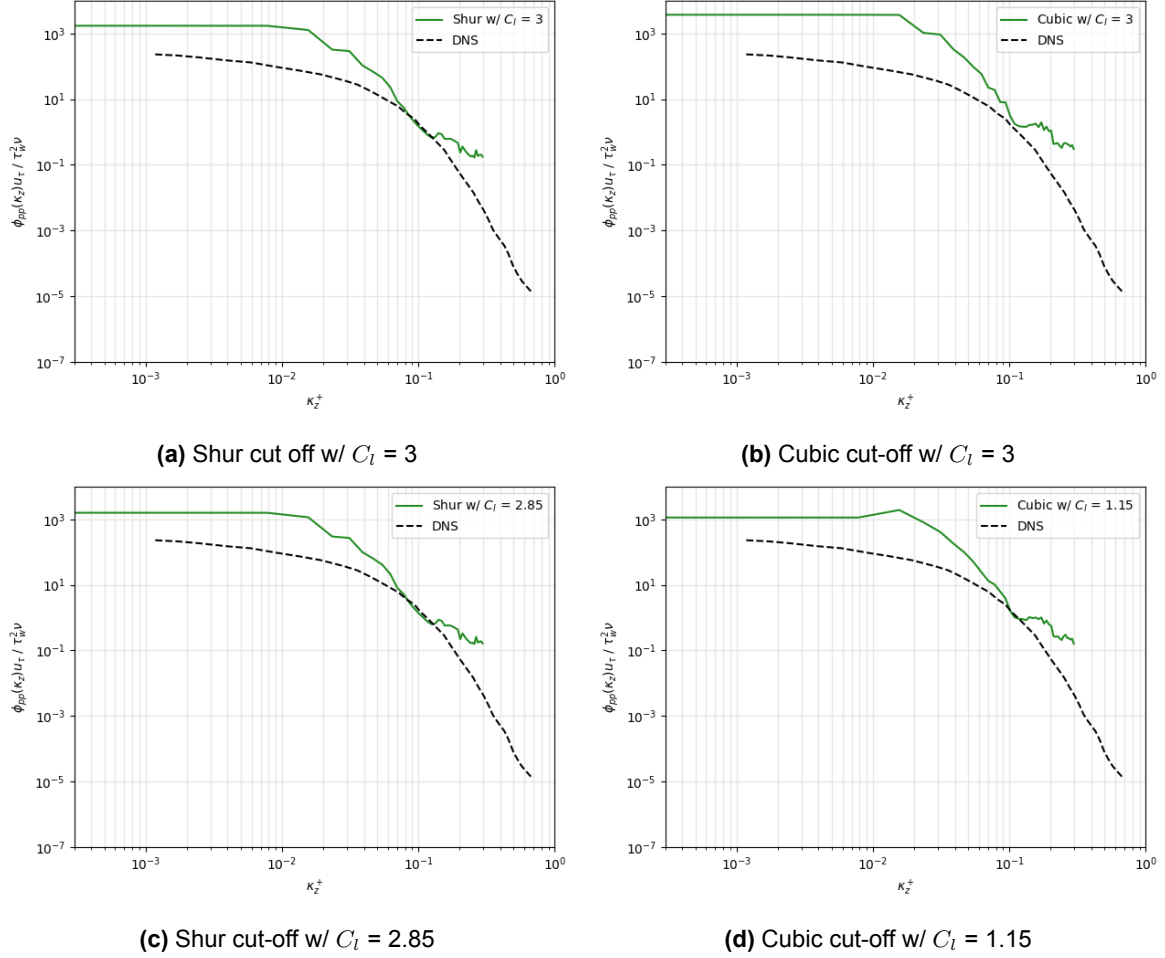 Shur w/ C_l = 3
DNS
10^3
10^1
10^-1
10^-3
10^-5
10^-7
ϕ_pp(κ_z)u_τ / τ_w^2 ν
10^-3
10^-2
10^-1
10^0
κ_z^+
(a) Shur cut off w/ C_l = 3
Cubic w/ C_l = 3
DNS
10^3
10^1
10^-1
10^-3
10^-5
10^-7
ϕ_pp(κ_z)u_τ / τ_w^2 ν
10^-3
10^-2
10^-1
10^0
κ_z^+
(b) Cubic cut-off w/ C_l = 3
Shur w/ C_l = 2.85
DNS
10^3
10^1
10^-1
10^-3
10^-5
10^-7
ϕ_pp(κ_z)u_τ / τ_w^2 ν
10^-3
10^-2
10^-1
10^0
κ_z^+
(c) Shur cut-off w/ C_l = 2.85
Cubic w/ C_l = 1.15
DNS
10^3
10^1
10^-1
10^-3
10^-5
10^-7
ϕ_pp(κ_z)u_τ / τ_w^2 ν
10^-3
10^-2
10^-1
10^0
κ_z^+
(d) Cubic cut-off w/ C_l = 1.15